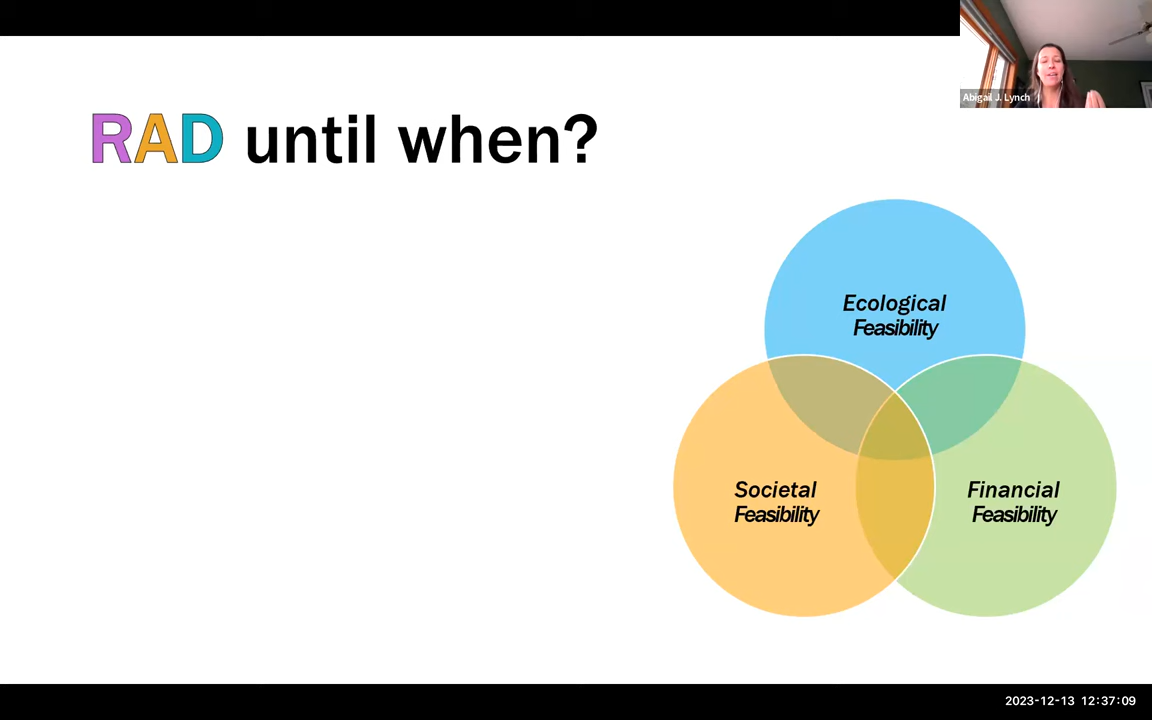 Abigail J. Lynch
RAD until when?
Ecological
Feasibility
Societal
Feasibility
Financial
Feasibility
2023-12-13 12:37:09